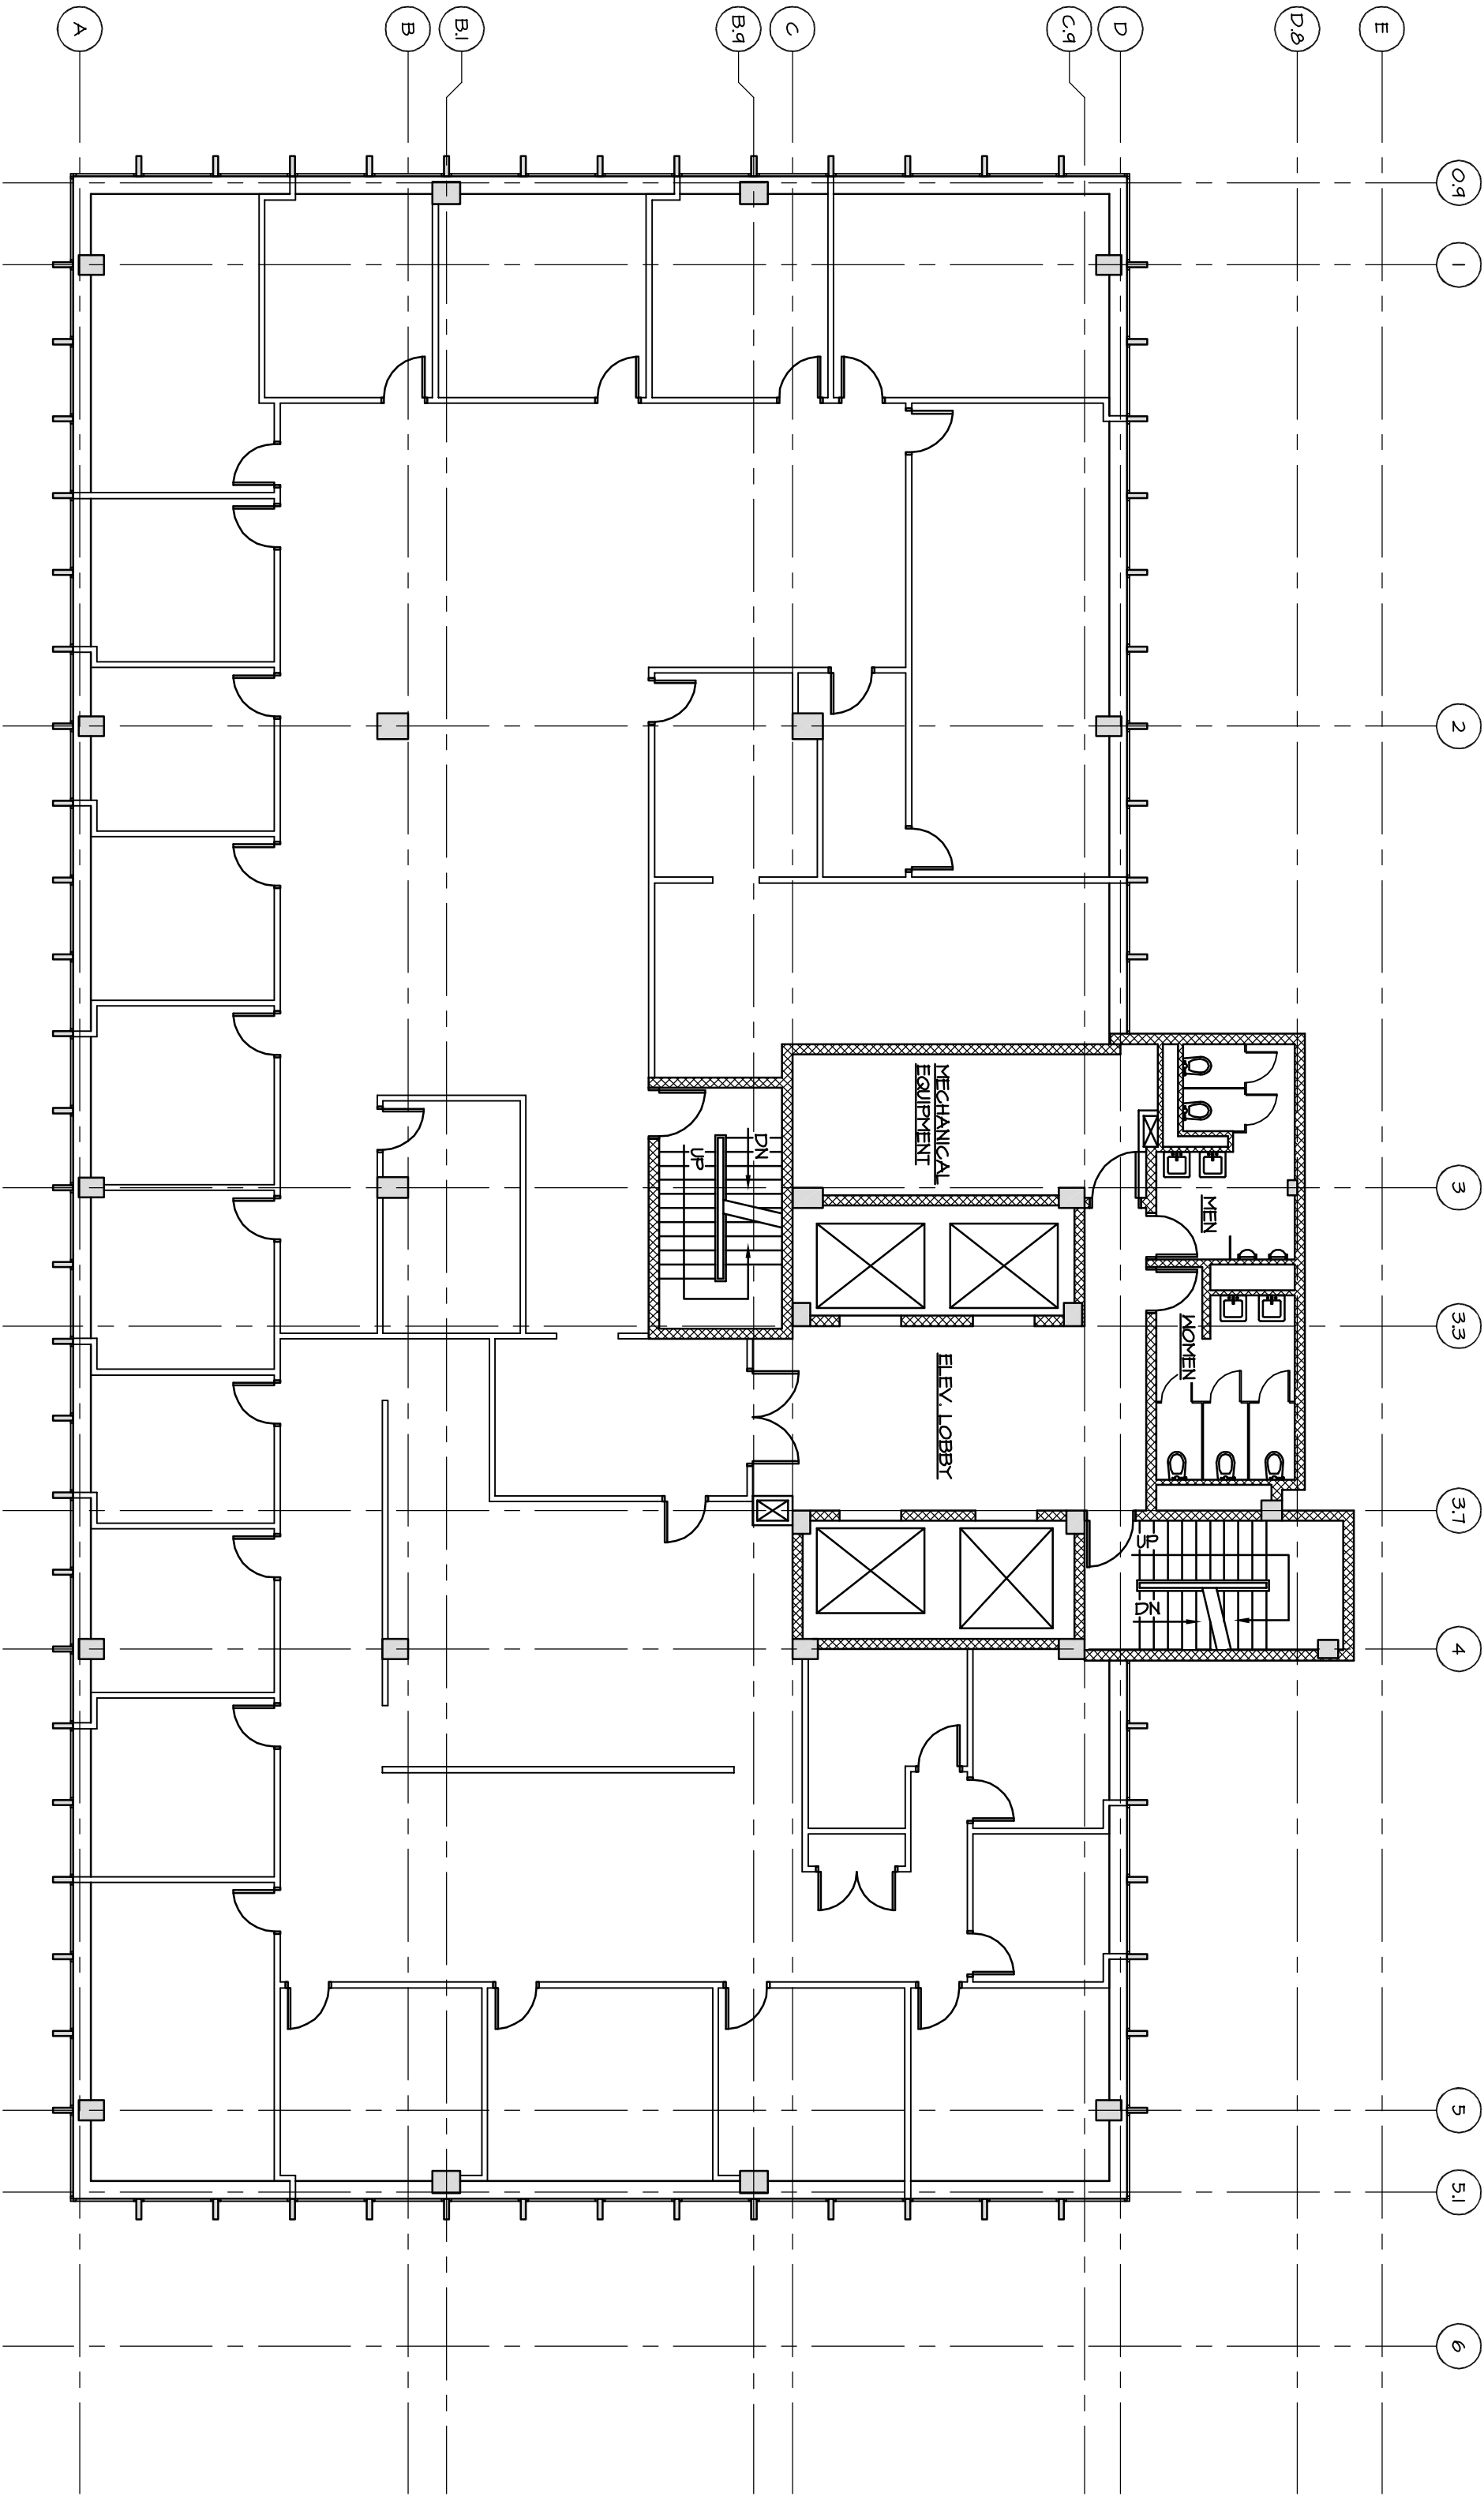 0.9
1
2
3
3.3
3.7
4
5
5.1
6
E
D.8
D
C.9
C
B.9
B.1
B
A
MEN
WOMEN
UP
DN
MECHANICAL
EQUIPMENT
ELEV. LOBBY
DN
UP